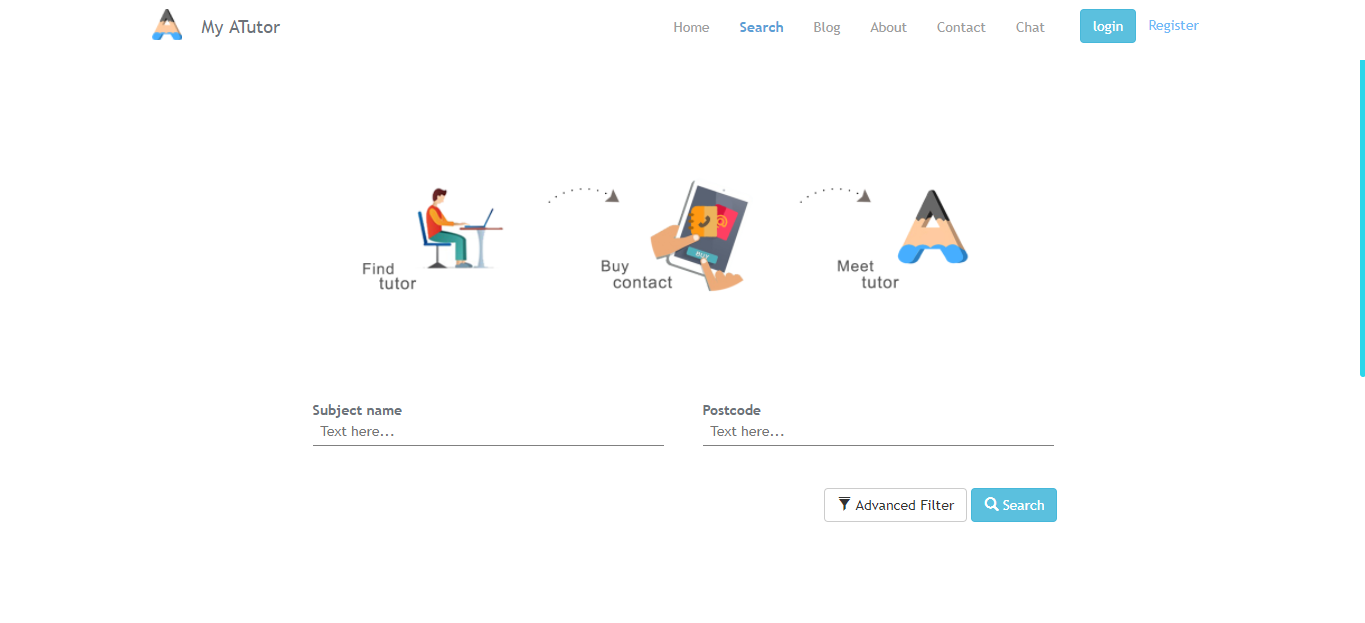 My ATutor
Home
Search
Blog
About
Contact
Chat
login
Register
Find
tutor
Buy
contact
BUY
Meet
tutor
Subject name
Text here...
Postcode
Text here...
Advanced Filter
Search